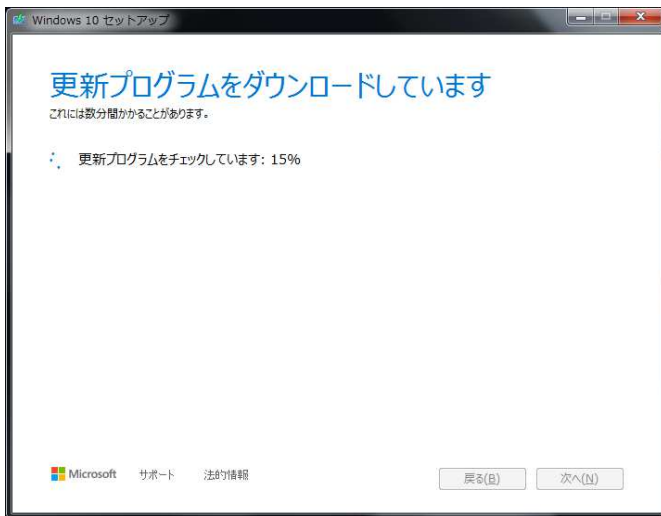 Windows 10 セットアップ
更新プログラムをダウンロードしています
これには数分間かかることがあります。
更新プログラムをチェックしています: 15%
Microsoft サポート 法的情報 戻る(B) 次へ(N)